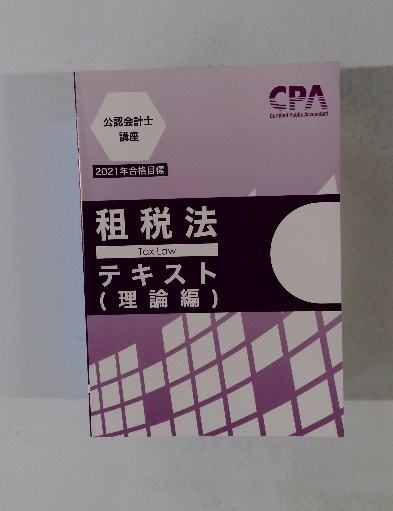 CPA
Certified Public Accountant
公認会計士
講座
2021年合格目標
租税法
Tax Law
テキスト
(理論編)